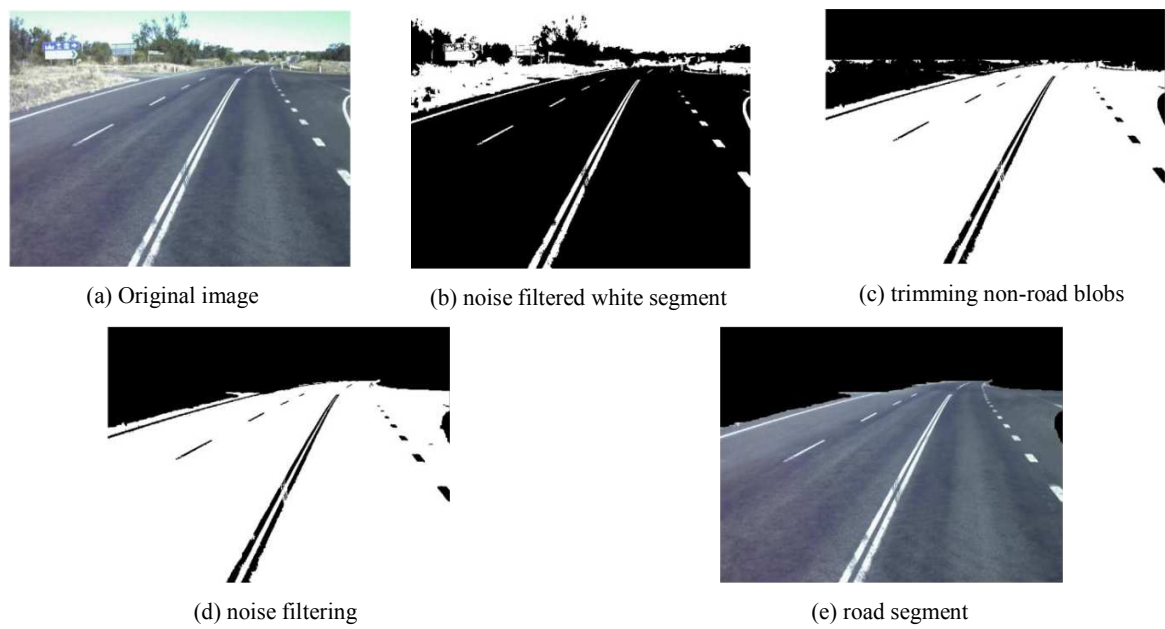 (a) Original image
(b) noise filtered white segment
(c) trimming non-road blobs
(d) noise filtering
(e) road segment